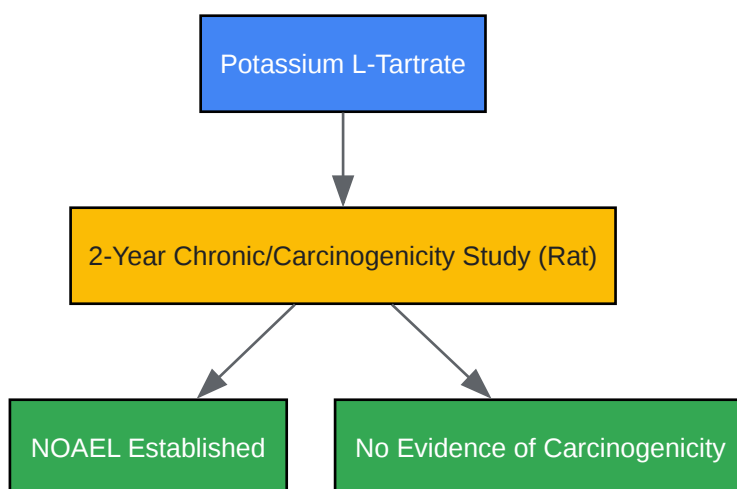 Potassium L-Tartrate
2-Year Chronic/Carcinogenicity Study (Rat)
NOAEL Established
No Evidence of Carcinogenicity